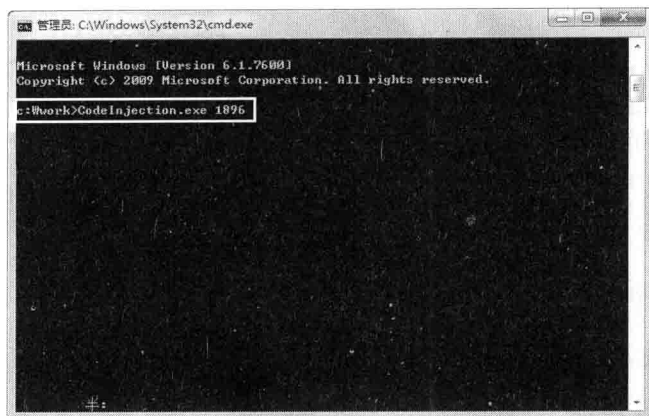 管理员: C:\Windows\System32\cmd.exe
Microsoft Windows [Version 6.1.7600]
Copyright (c) 2009 Microsoft Corporation. All rights reserved.
c:\work>CodeInjection.exe 1896
半: